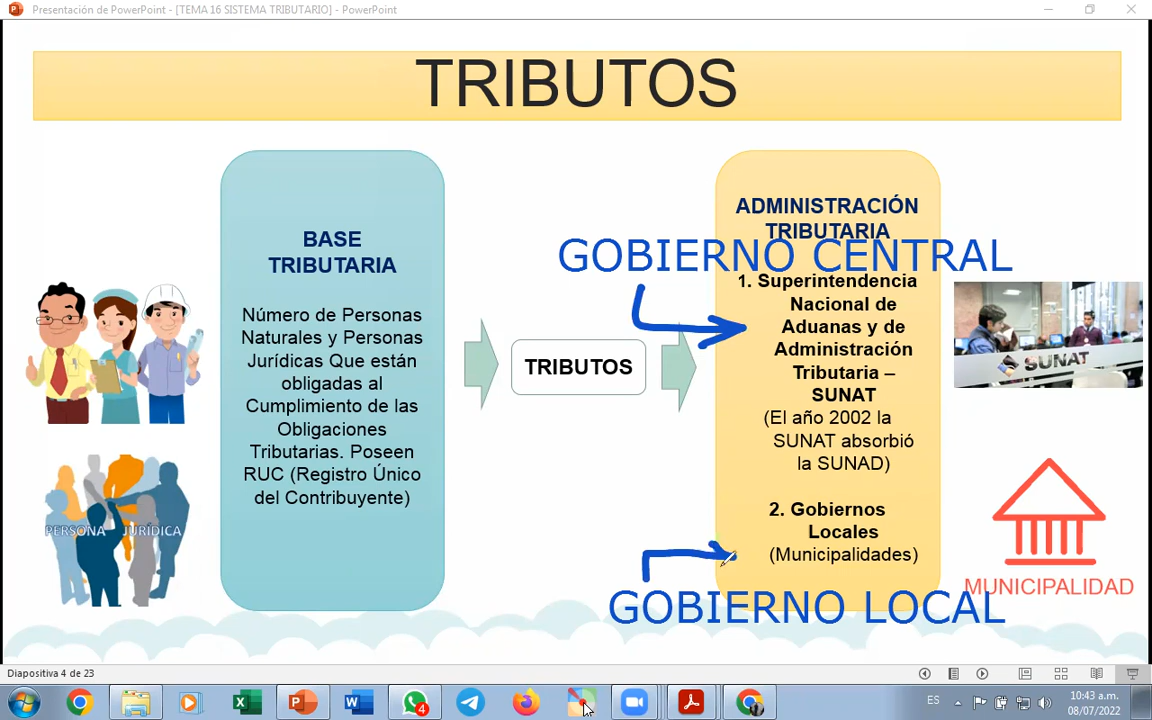 Presentación de PowerPoint - [TEMA 16 SISTEMA TRIBUTARIO] - PowerPoint
TRIBUTOS
BASE
TRIBUTARIA
Número de Personas
Naturales y Personas
Jurídicas Que están
obligadas al
Cumplimiento de las
Obligaciones
Tributarias. Poseen
RUC (Registro Único
del Contribuyente)
PERSONA JURÍDICA
TRIBUTOS
ADMINISTRACIÓN
TRIBUTARIA
GOBIERNO CENTRAL
1. Superintendencia
Nacional de
Aduanas y de
Administración
Tributaria –
SUNAT
(El año 2002 la
SUNAT absorbió
la SUNAD)
2. Gobiernos
Locales
(Municipalidades)
GOBIERNO LOCAL
SUNAT
MUNICIPALIDAD
Diapositiva 4 de 23
4
ES
10:43 a.m.
08/07/2022